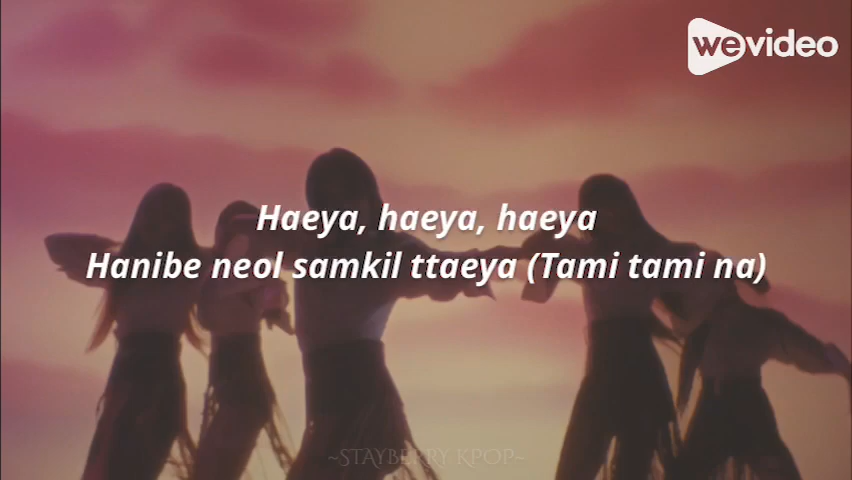 wevideo
Haeya, haeya, haeya
Hanibe neol samkil ttaeya (Tami tami na)
~STAYBERRY KPOP~